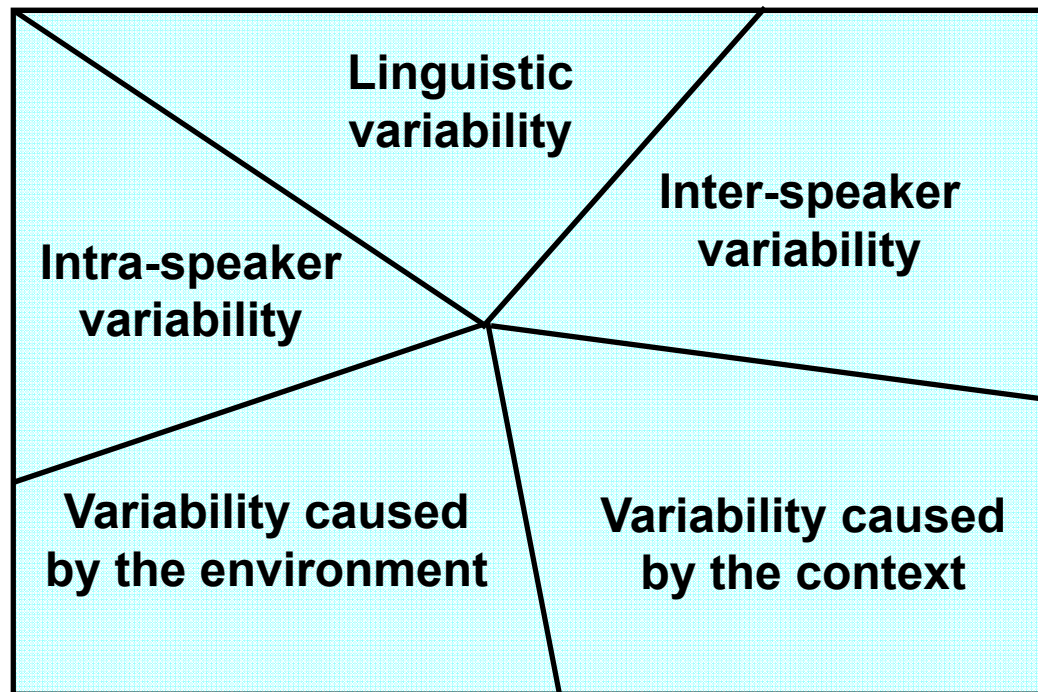 Linguistic
variability
Inter-speaker
variability
Intra-speaker
variability
Variability caused
by the environment
Variability caused
by the context